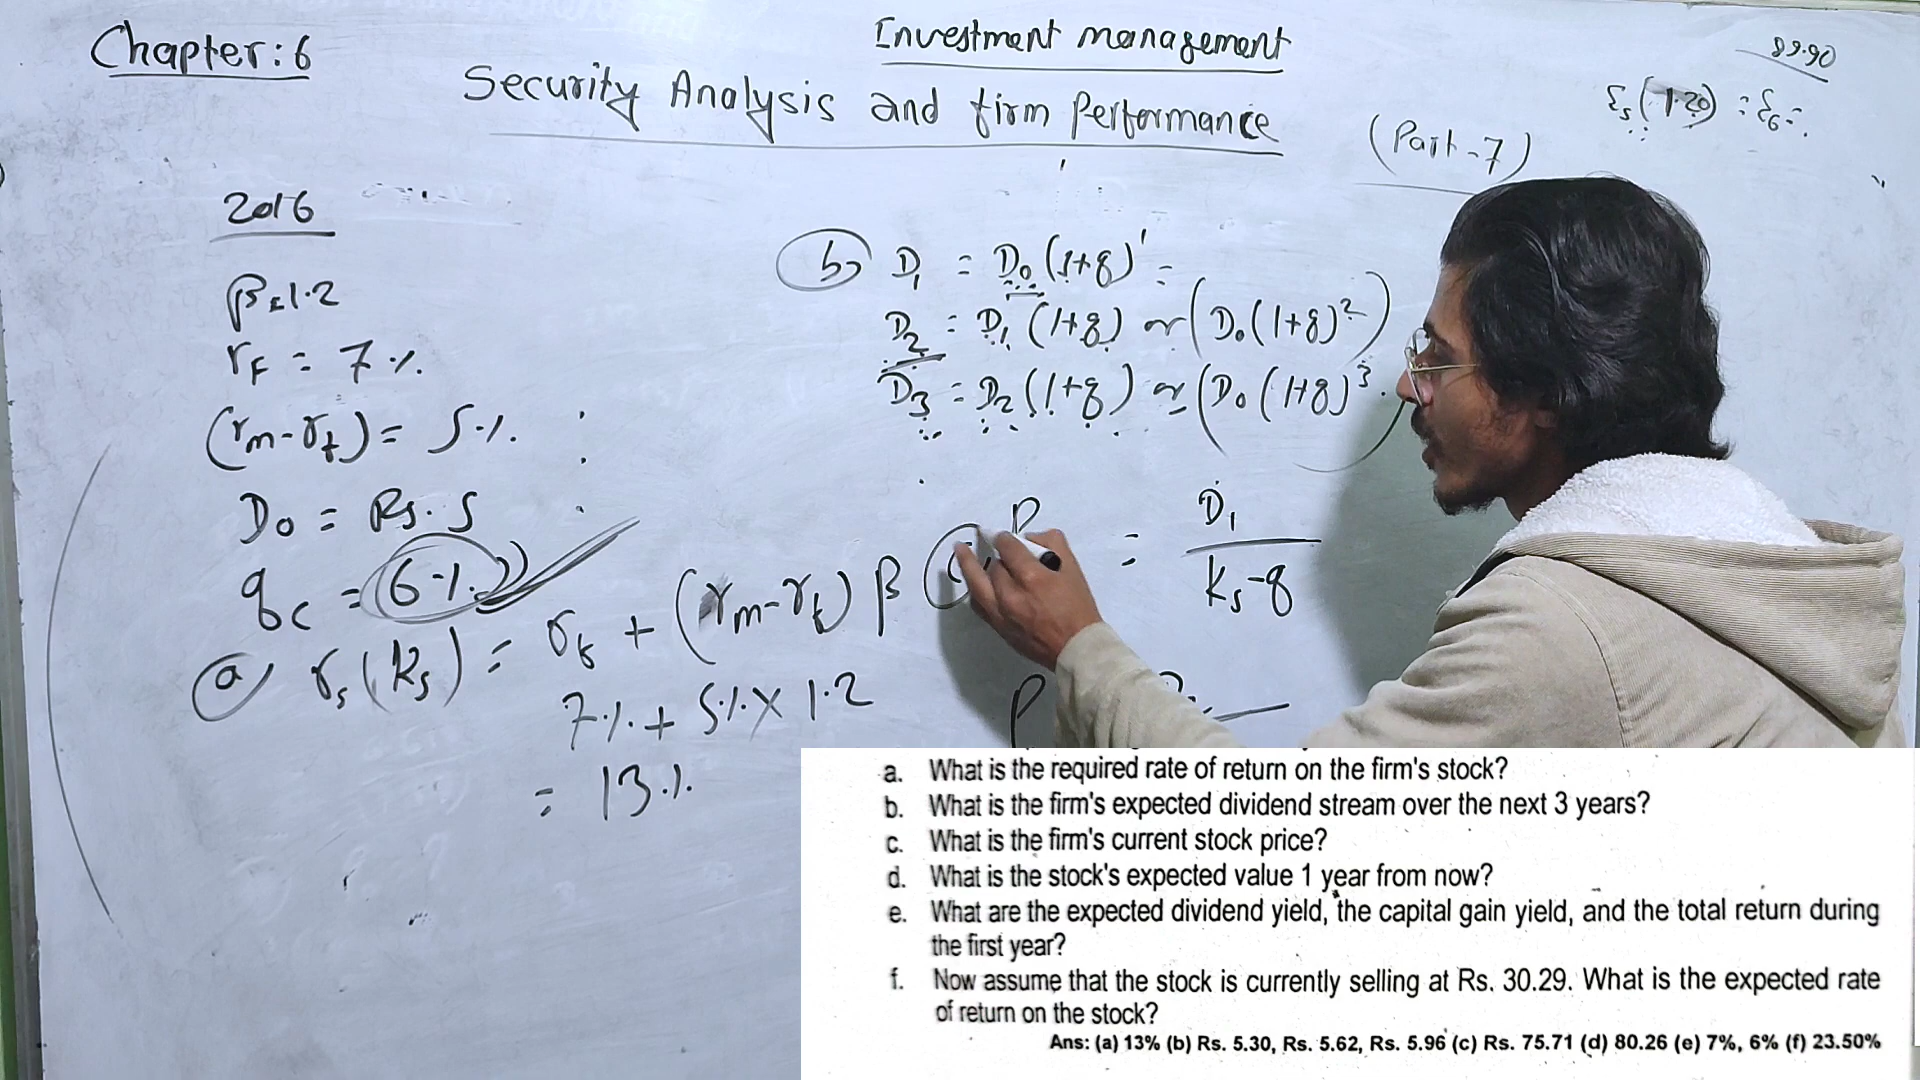 Chapter: 6
Investment management
Security Analysis and firm Performance
(Part-7)
89.90
2016
β = 1.2
rF = 7%
(rm-rf) = 5%
D0 = Rs. 5
gc = 6%
a) rs(ks) = rf + (rm-rf) β
7% + 5% x 1.2
= 13%
b) D1 = D0 (1+g)' =
D2 = D1 (1+g) or (D0 (1+g)²)
D3 = D2 (1+g) or (D0 (1+g)³
P = D1
ks-g
P
a. What is the required rate of return on the firm's stock?
b. What is the firm's expected dividend stream over the next 3 years?
c. What is the firm's current stock price?
d. What is the stock's expected value 1 year from now?
e. What are the expected dividend yield, the capital gain yield, and the total return during
the first year?
f. Now assume that the stock is currently selling at Rs. 30.29. What is the expected rate
of return on the stock?
Ans: (a) 13% (b) Rs. 5.30, Rs. 5.62, Rs. 5.96 (c) Rs. 75.71 (d) 80.26 (e) 7%, 6% (f) 23.50%